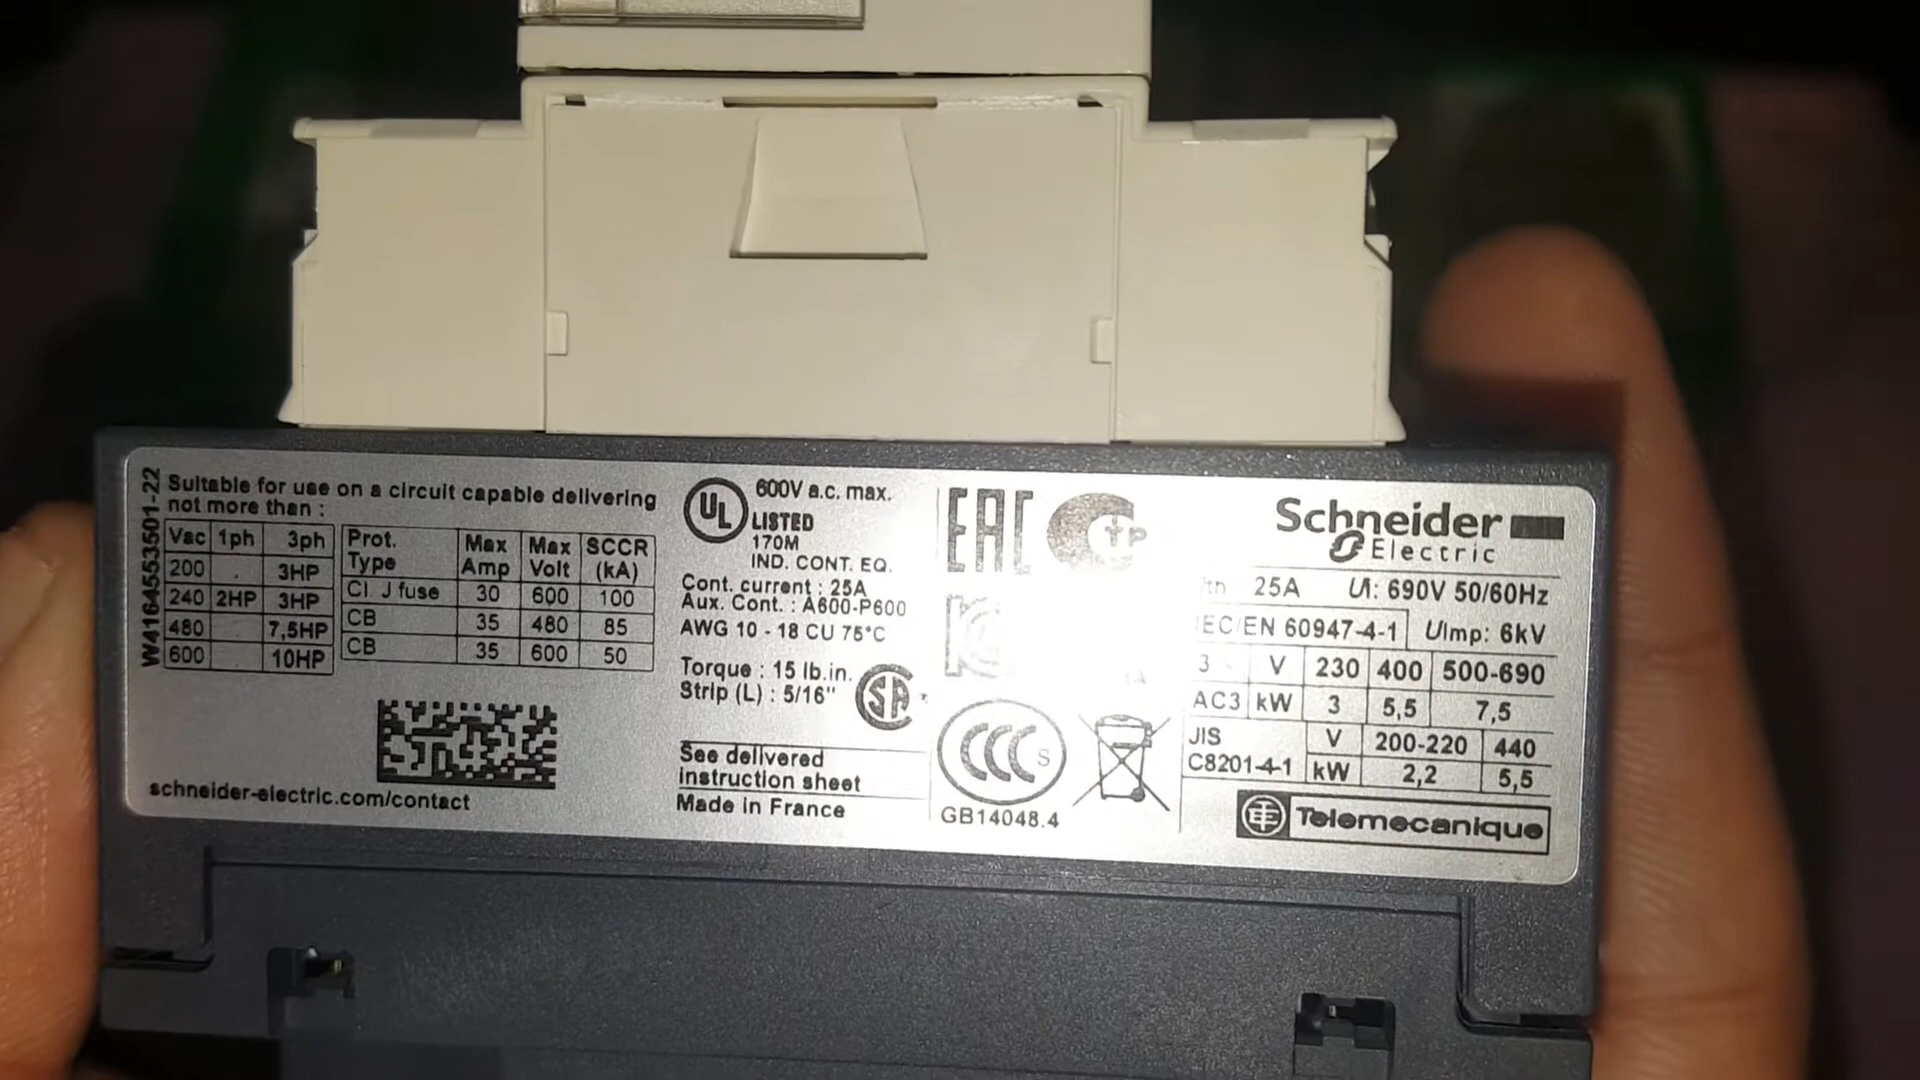 W4164553501-22
Suitable for use on a circuit capable delivering
not more than :
Vac 1ph 3ph
200 . 3HP
240 2HP 3HP
480 7,5HP
600 10HP
Prot. Type Max Amp Max Volt SCCR (kA)
Cl. J fuse 30 600 100
CB 35 480 85
CB 35 600 50
schneider-electric.com/contact
UL
600V a.c. max.
LISTED
170M
IND. CONT. EQ.
Cont. current : 25A
Aux. Cont. : A600-P600
AWG 10 - 18 CU 75°C
Torque : 15 lb.in.
Strip (L) : 5/16"
SA
See delivered
instruction sheet
Made in France
EAC
CCC S
GB14048.4
Schneider
Electric
Ith 25A Ui: 690V 50/60Hz
IEC/EN 60947-4-1 UImp: 6kV
3 ~ V 230 400 500-690
AC3 kW 3 5,5 7,5
JIS
C8201-4-1
V 200-220 440
kW 2,2 5,5
Telemecanique